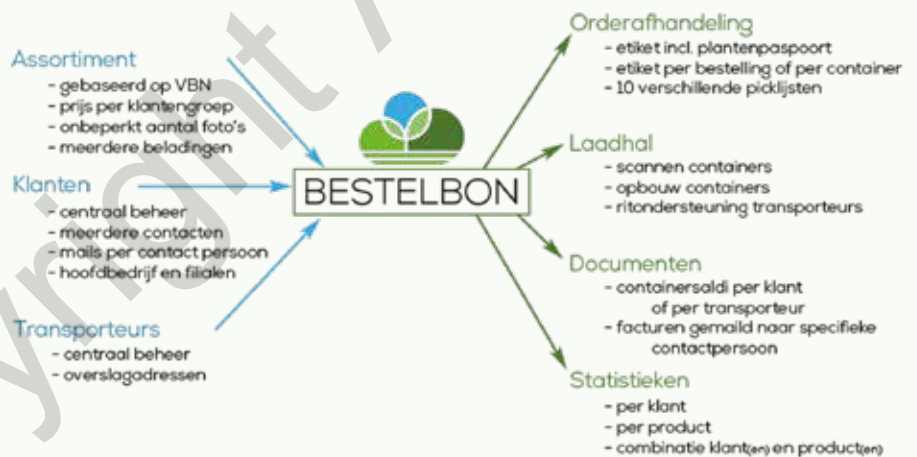 Assortiment
- gebaseerd op VBN
- prijs per klantengroep
- onbeperkt aantal foto's
- meerdere beladingen
Klanten
- centraal beheer
- meerdere contacten
- mails per contact persoon
- hoofdbedrijf en filialen
Transporteurs
- centraal beheer
- overslagadressen
BESTELBON
Orderafhandeling
- etiket incl. plantenpaspoort
- etiket per bestelling of per container
- 10 verschillende picklijsten
Laadhal
- scannen containers
- opbouw containers
- ritondersteuning transporteurs
Documenten
- containersaldi per klant
of per transporteur
- facturen gemaild naar specifieke
contactpersoon
Statistieken
- per klant
- per product
- combinatie klant(en) en product(en)